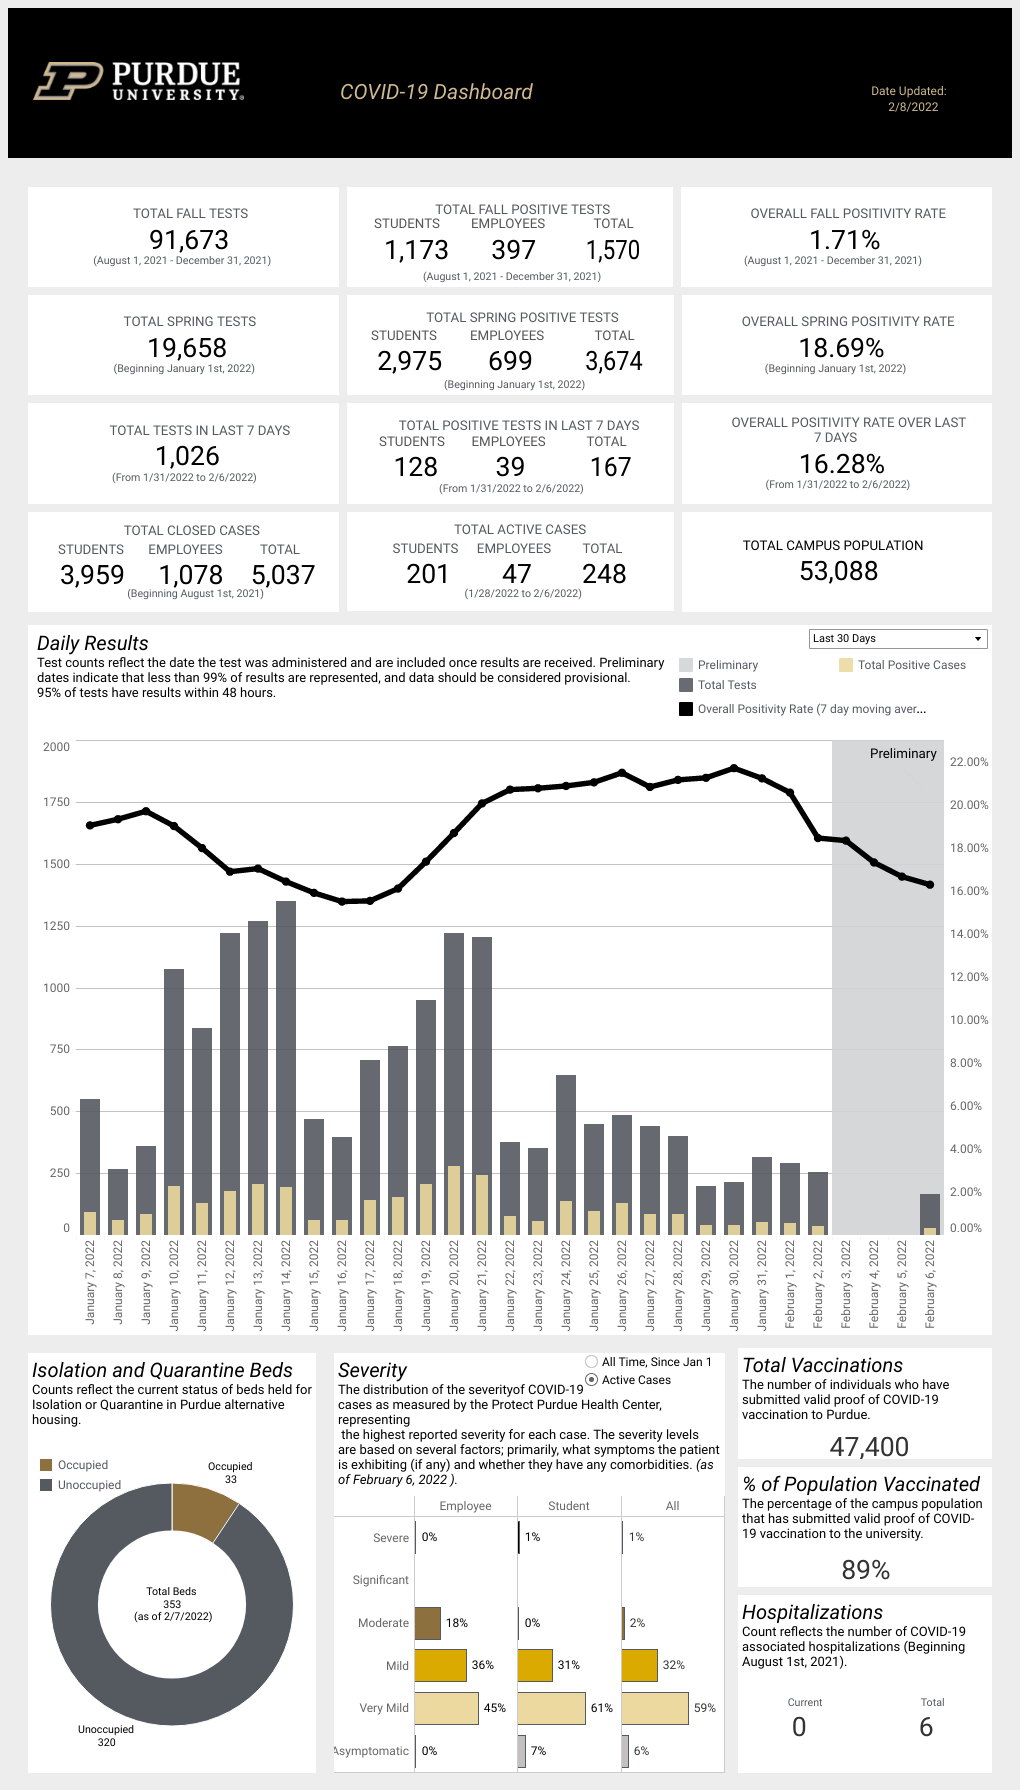 PURDUE
UNIVERSITY®
COVID-19 Dashboard
Date Updated:
2/8/2022
TOTAL FALL TESTS
91,673
(August 1, 2021 - December 31, 2021)
TOTAL FALL POSITIVE TESTS
STUDENTS EMPLOYEES TOTAL
1,173 397 1,570
(August 1, 2021 - December 31, 2021)
OVERALL FALL POSITIVITY RATE
1.71%
(August 1, 2021 - December 31, 2021)
TOTAL SPRING TESTS
19,658
(Beginning January 1st, 2022)
TOTAL SPRING POSITIVE TESTS
STUDENTS EMPLOYEES TOTAL
2,975 699 3,674
(Beginning January 1st, 2022)
OVERALL SPRING POSITIVITY RATE
18.69%
(Beginning January 1st, 2022)
TOTAL TESTS IN LAST 7 DAYS
1,026
(From 1/31/2022 to 2/6/2022)
TOTAL POSITIVE TESTS IN LAST 7 DAYS
STUDENTS EMPLOYEES TOTAL
128 39 167
(From 1/31/2022 to 2/6/2022)
OVERALL POSITIVITY RATE OVER LAST
7 DAYS
16.28%
(From 1/31/2022 to 2/6/2022)
TOTAL CLOSED CASES
STUDENTS EMPLOYEES TOTAL
3,959 1,078 5,037
(Beginning August 1st, 2021)
TOTAL ACTIVE CASES
STUDENTS EMPLOYEES TOTAL
201 47 248
(1/28/2022 to 2/6/2022)
TOTAL CAMPUS POPULATION
53,088
Daily Results
Test counts reflect the date the test was administered and are included once results are received. Preliminary
dates indicate that less than 99% of results are represented, and data should be considered provisional.
95% of tests have results within 48 hours.
Last 30 Days
Preliminary
Total Positive Cases
Total Tests
Overall Positivity Rate (7 day moving aver...
Preliminary
2000
1750
1500
1250
1000
750
500
250
0
22.00%
20.00%
18.00%
16.00%
14.00%
12.00%
10.00%
8.00%
6.00%
4.00%
2.00%
0.00%
January 7, 2022
January 8, 2022
January 9, 2022
January 10, 2022
January 11, 2022
January 12, 2022
January 13, 2022
January 14, 2022
January 15, 2022
January 16, 2022
January 17, 2022
January 18, 2022
January 19, 2022
January 20, 2022
January 21, 2022
January 22, 2022
January 23, 2022
January 24, 2022
January 25, 2022
January 26, 2022
January 27, 2022
January 28, 2022
January 29, 2022
January 30, 2022
January 31, 2022
February 1, 2022
February 2, 2022
February 3, 2022
February 4, 2022
February 5, 2022
February 6, 2022
Isolation and Quarantine Beds
Counts reflect the current status of beds held for
Isolation or Quarantine in Purdue alternative
housing.
Occupied
Unoccupied
Occupied
33
Total Beds
353
(as of 2/7/2022)
Unoccupied
320
Severity
All Time, Since Jan 1
Active Cases
The distribution of the severityof COVID-19
cases as measured by the Protect Purdue Health Center,
representing
the highest reported severity for each case. The severity levels
are based on several factors; primarily, what symptoms the patient
is exhibiting (if any) and whether they have any comorbidities. (as
of February 6, 2022 ).
Employee Student All
Severe 0% 1% 1%
Significant
Moderate 18% 0% 2%
Mild 36% 31% 32%
Very Mild 45% 61% 59%
Asymptomatic 0% 7% 6%
Total Vaccinations
The number of individuals who have
submitted valid proof of COVID-19
vaccination to Purdue.
47,400
% of Population Vaccinated
The percentage of the campus population
that has submitted valid proof of COVID-
19 vaccination to the university.
89%
Hospitalizations
Count reflects the number of COVID-19
associated hospitalizations (Beginning
August 1st, 2021).
Current Total
0 6